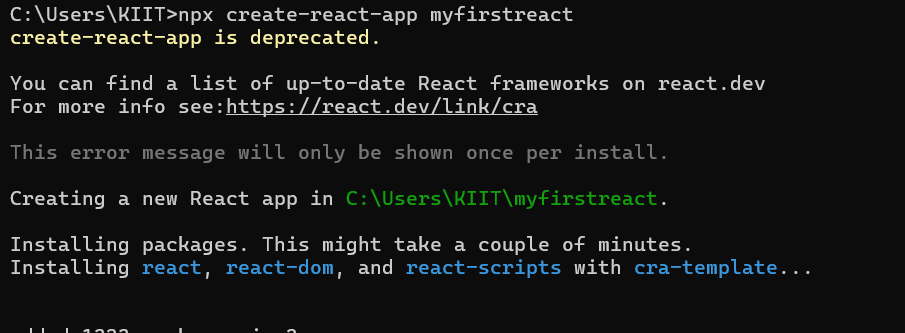 C:\Users\KIIT>npx create-react-app myfirstreact
create-react-app is deprecated.
You can find a list of up-to-date React frameworks on react.dev
For more info see:https://react.dev/link/cra
This error message will only be shown once per install.
Creating a new React app in C:\Users\KIIT\myfirstreact.
Installing packages. This might take a couple of minutes.
Installing react, react-dom, and react-scripts with cra-template...